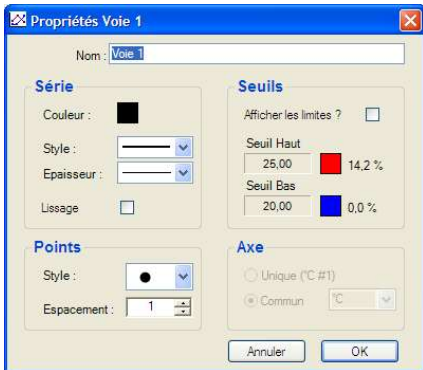 Propriétés Voie 1
Nom : Voie 1
Série
Couleur :
Style :
Epaisseur :
Lissage
Seuils
Afficher les limites ?
Seuil Haut
25,00 14,2 %
Seuil Bas
20,00 0,0 %
Points
Style :
Espacement : 1
Axe
Unique (°C #1)
Commun °C
Annuler OK